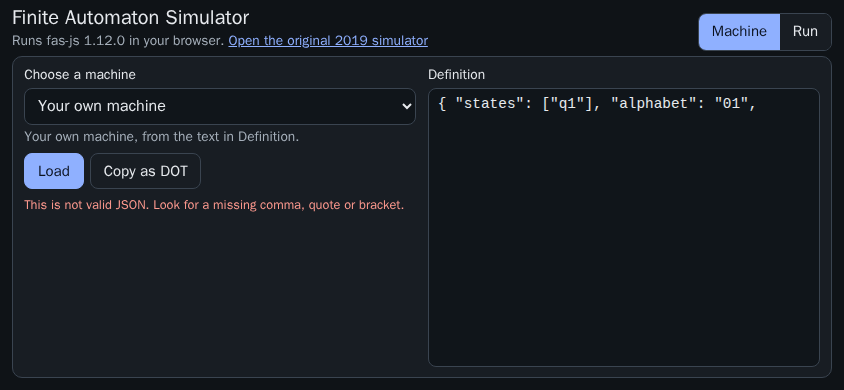 Finite Automaton Simulator
Runs fas-js 1.12.0 in your browser. Open the original 2019 simulator
Machine
Run
Choose a machine
Your own machine
Your own machine, from the text in Definition.
Load
Copy as DOT
This is not valid JSON. Look for a missing comma, quote or bracket.
Definition
{ "states": ["q1"], "alphabet": "01",